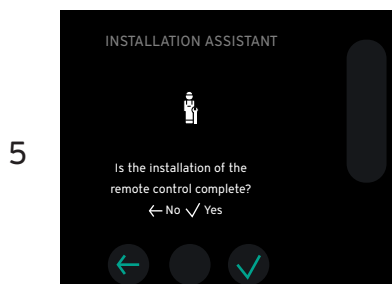 INSTALLATION ASSISTANT
5
Is the installation of the
remote control complete?
← No ✓ Yes